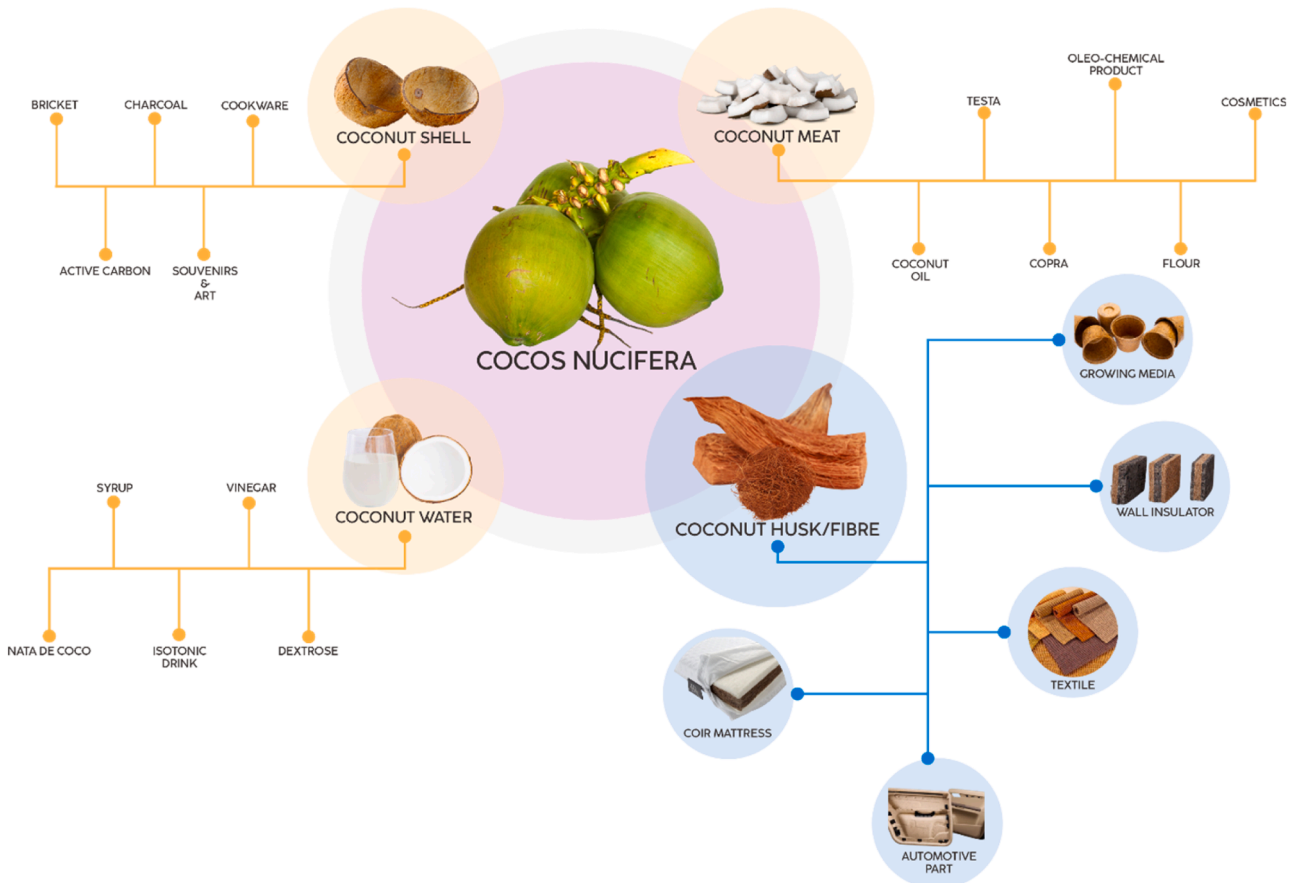 COCONUT SHELL
BRICKET
CHARCOAL
COOKWARE
ACTIVE CARBON
SOUVENIRS
&
ART
COCONUT MEAT
OLEO-CHEMICAL
PRODUCT
TESTA
COSMETICS
COCONUT
OIL
COPRA
FLOUR
COCOS NUCIFERA
COCONUT WATER
SYRUP
VINEGAR
NATA DE COCO
ISOTONIC
DRINK
DEXTROSE
COCONUT HUSK/FIBRE
GROWING MEDIA
WALL INSULATOR
TEXTILE
COIR MATTRESS
AUTOMOTIVE
PART